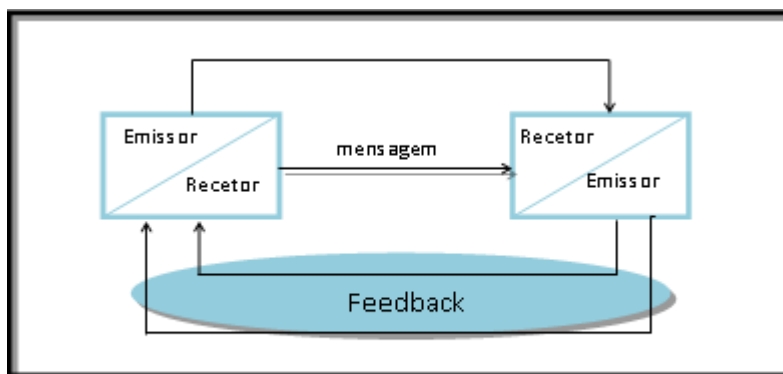 Emissor
Recetor
mensagem
Recetor
Emissor
Feedback